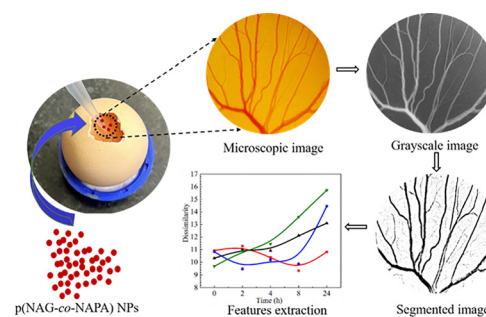 Microscopic image
Grayscale image
p(NAG-co-NAPA) NPs
Dissimilarity
16
15
14
13
12
11
10
9
8
0
2
4
8
24
Time (h)
Features extraction
Segmented image